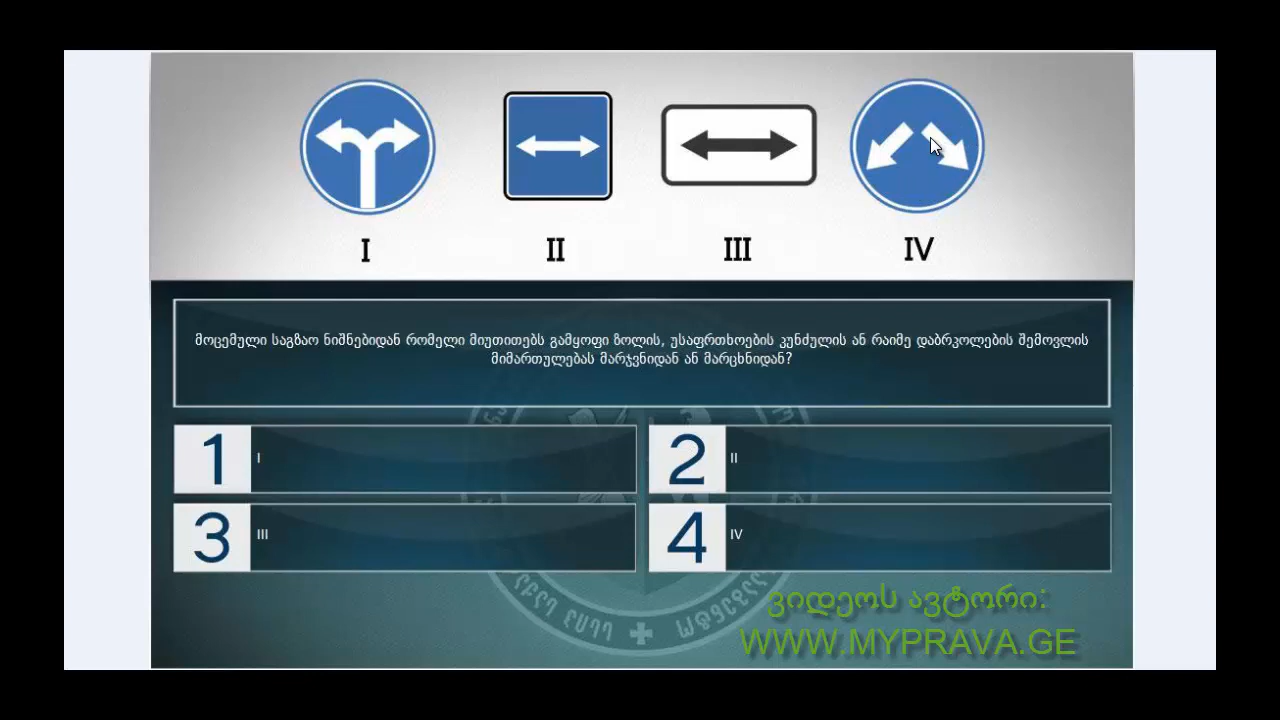 I II III IV
მოცემული საგზაო ნიშნებიდან რომელი მიუთითებს გამყოფი ზოლის, უსაფრთხოების კუნძულის ან რაიმე დაბრკოლების შემოვლის
მიმართულებას მარჯვნიდან ან მარცხნიდან?
1 I
2 II
3 III
4 IV
ვიდეოს ავტორი:
WWW.MYPRAVA.GE